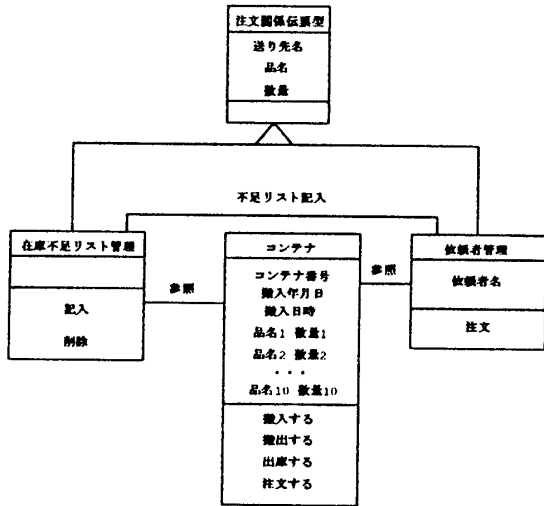 注文関係伝票型
送り先名
品名
数量
不足リスト記入
在庫不足リスト管理
記入
削除
参照
コンテナ
コンテナ番号
搬入年月日
搬入日時
品名1 数量1
品名2 数量2
・・・
品名10 数量10
搬入する
搬出する
出庫する
注文する
参照
依頼者管理
依頼者名
注文